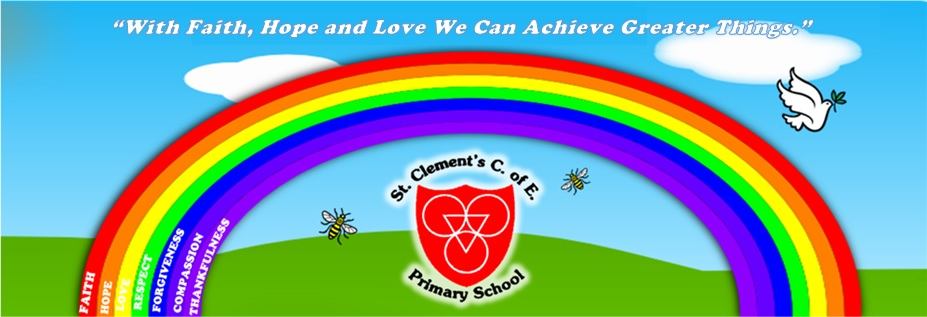 “With Faith, Hope and Love We Can Achieve Greater Things.”
St. Clement's C. of E.
Primary School
FAITH
HOPE
LOVE
RESPECT
FORGIVENESS
COMPASSION
THANKFULNESS